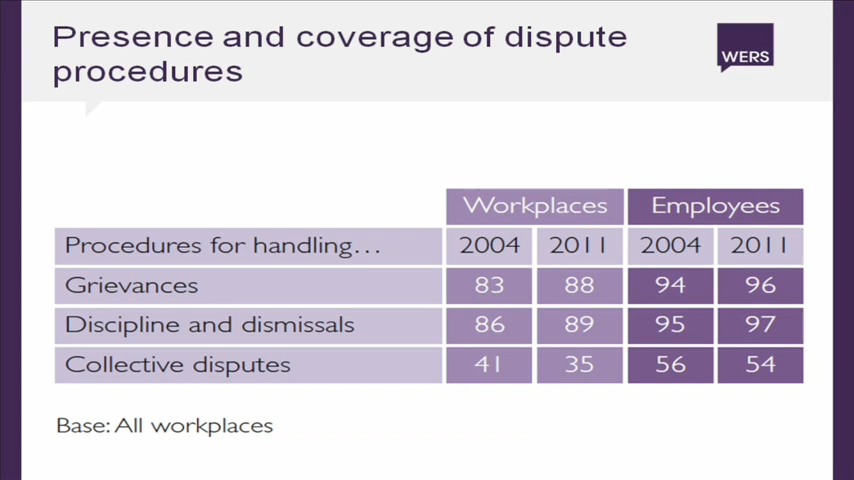 Presence and coverage of dispute
procedures
WERS
Workplaces Employees
Procedures for handling... 2004 2011 2004 2011
Grievances 83 88 94 96
Discipline and dismissals 86 89 95 97
Collective disputes 41 35 56 54
Base: All workplaces